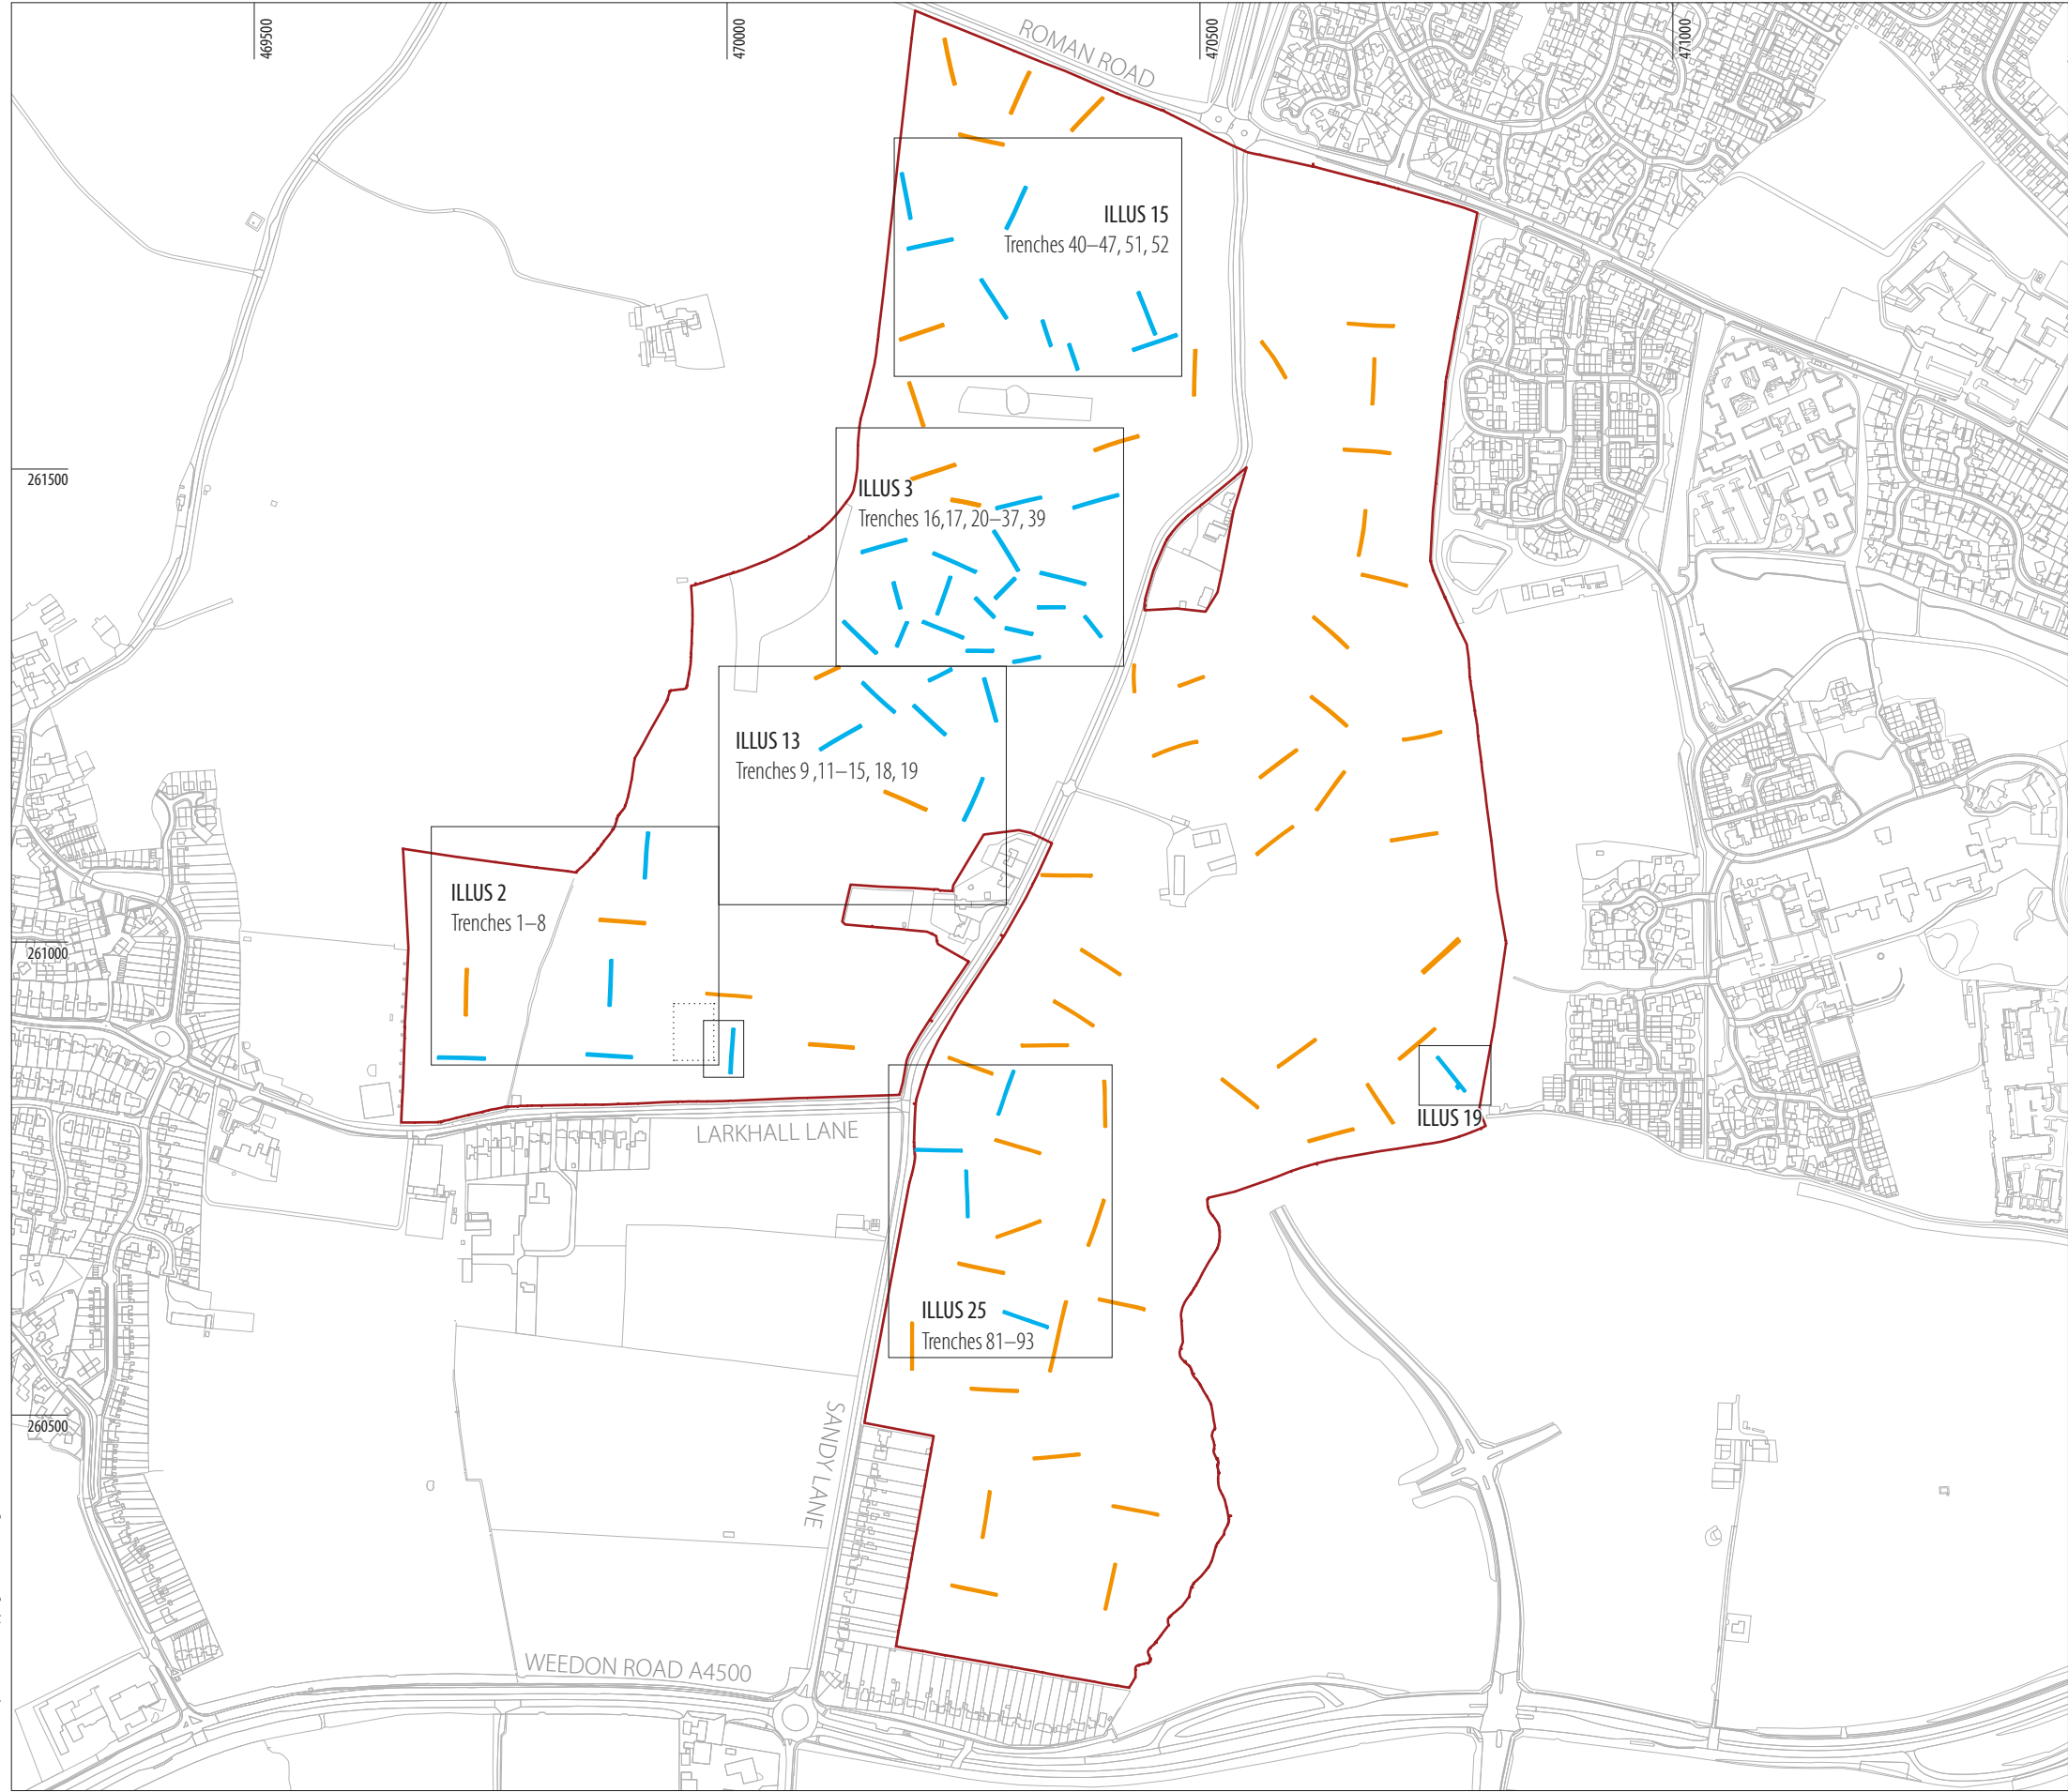 469500
470000
470500
471000
ROMAN ROAD
ILLUS 15
Trenches 40–47, 51, 52
261500
ILLUS 3
Trenches 16,17, 20–37, 39
ILLUS 13
Trenches 9 ,11–15, 18, 19
ILLUS 2
Trenches 1–8
261000
ILLUS 19
LARKHALL LANE
ILLUS 25
Trenches 81–93
260500
SANDY LANE
WEEDON ROAD A4500